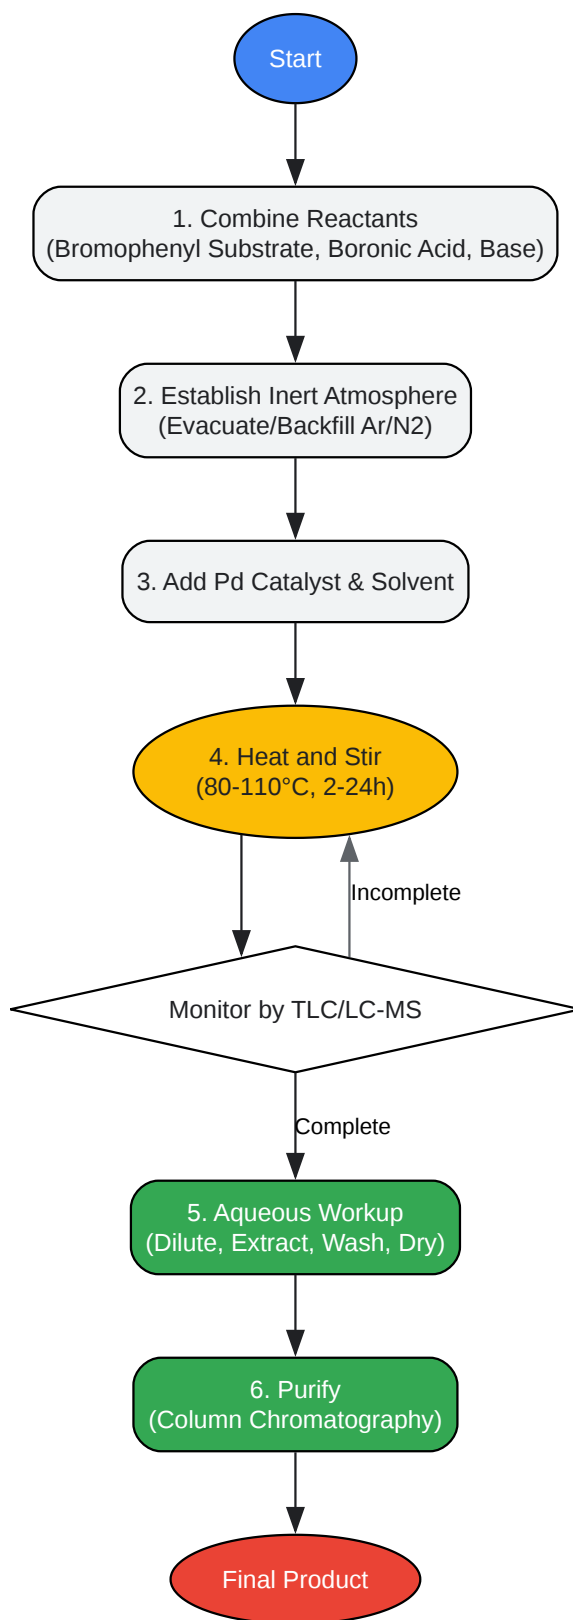 Start
1. Combine Reactants
(Bromophenyl Substrate, Boronic Acid, Base)
2. Establish Inert Atmosphere
(Evacuate/Backfill Ar/N2)
3. Add Pd Catalyst & Solvent
4. Heat and Stir
(80-110°C, 2-24h)
Incomplete
Monitor by TLC/LC-MS
Complete
5. Aqueous Workup
(Dilute, Extract, Wash, Dry)
6. Purify
(Column Chromatography)
Final Product